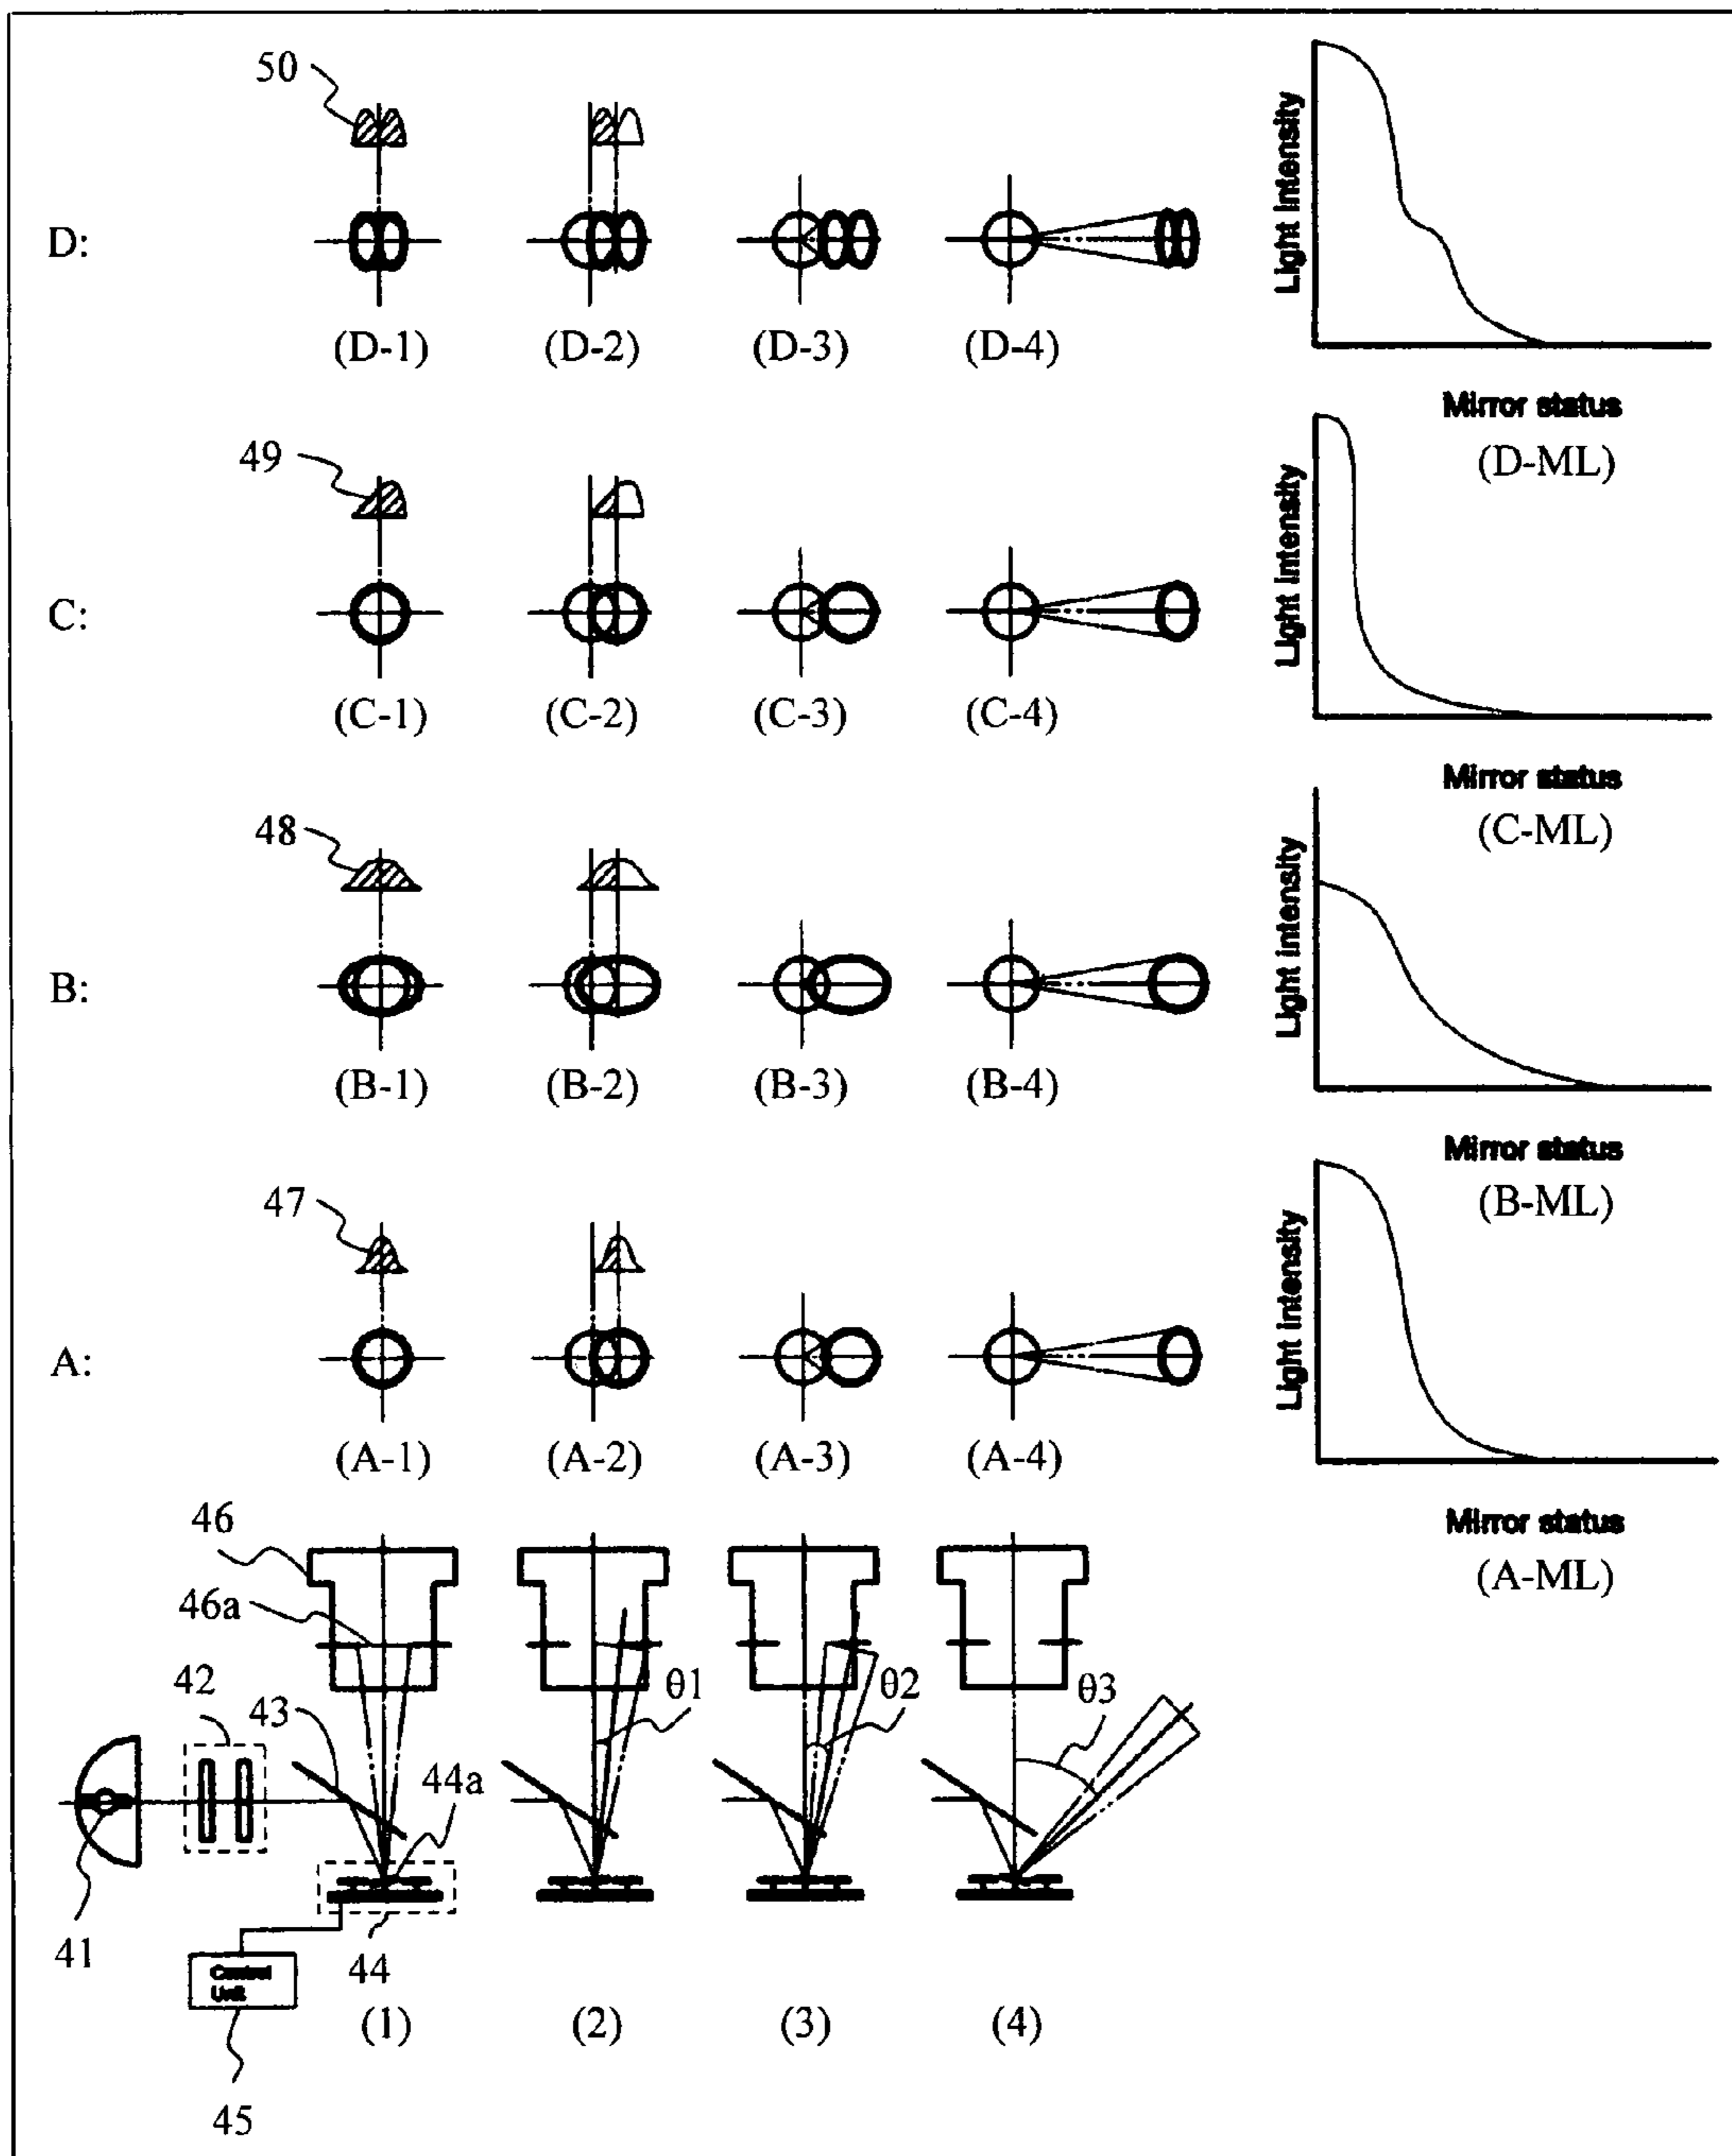 50
D:
(D-1) (D-2) (D-3) (D-4)
Light intensity
Mirror status
(D-ML)
49
C:
(C-1) (C-2) (C-3) (C-4)
Light intensity
Mirror status
(C-ML)
48
B:
(B-1) (B-2) (B-3) (B-4)
Light intensity
Mirror status
(B-ML)
47
A:
(A-1) (A-2) (A-3) (A-4)
Light intensity
Mirror status
(A-ML)
46
46a
42
43
44a
θ1
θ2
θ3
41
44
Control
Unit
45
(1) (2) (3) (4)